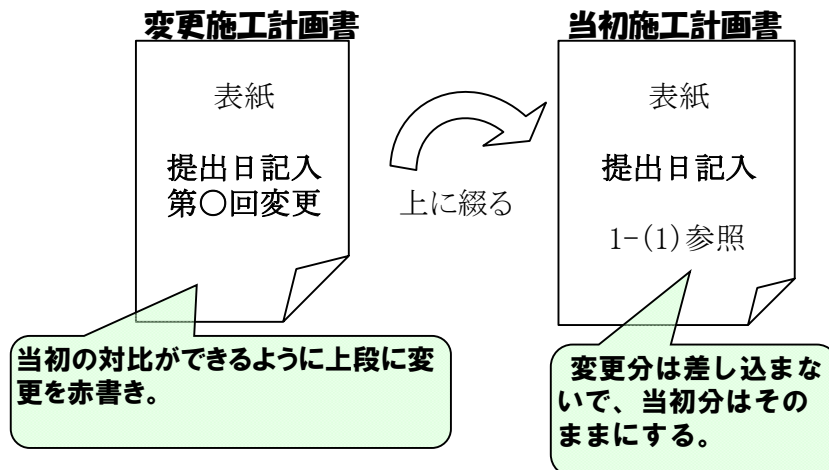 変更施工計画書
表紙
提出日記入
第〇回変更
当初の対比ができるように上段に変
更を赤書き。
上に綴る
当初施工計画書
表紙
提出日記入
1-(1)参照
変更分は差し込まな
いで、当初分はその
ままにする。